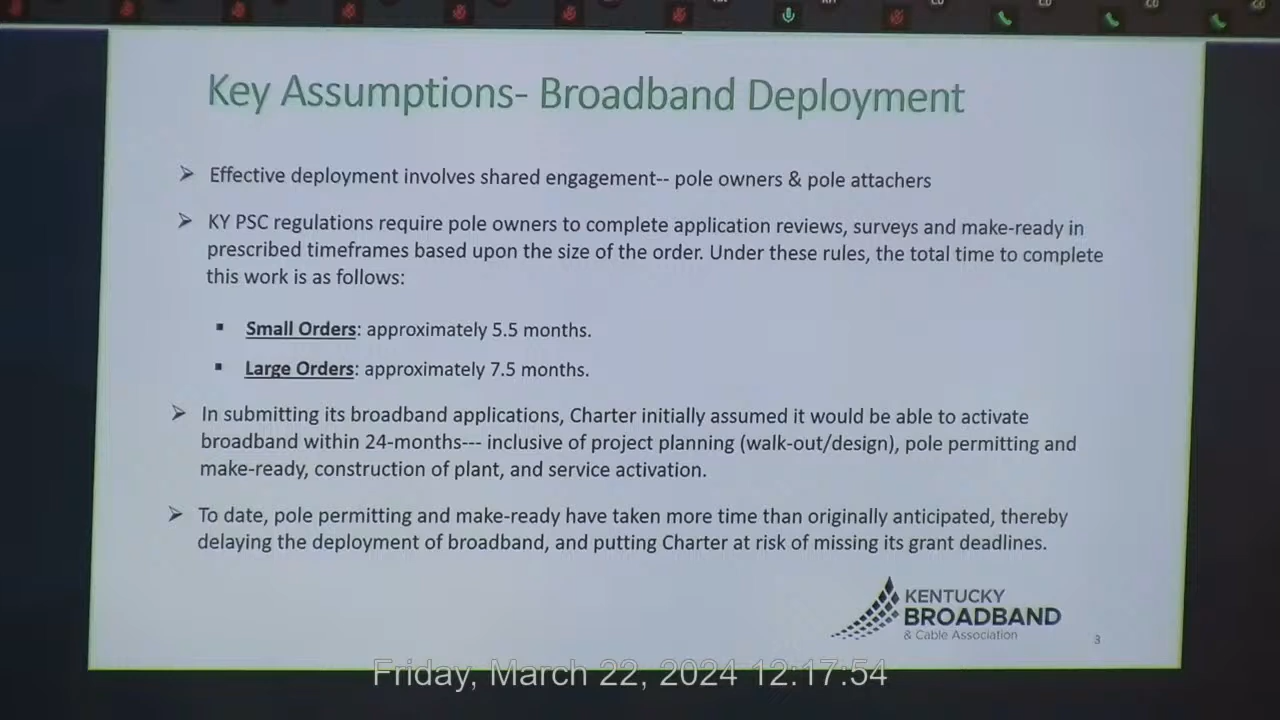 Key Assumptions- Broadband Deployment
➢ Effective deployment involves shared engagement-- pole owners & pole attachers
➢ KY PSC regulations require pole owners to complete application reviews, surveys and make-ready in
prescribed timeframes based upon the size of the order. Under these rules, the total time to complete
this work is as follows:
▪ Small Orders: approximately 5.5 months.
▪ Large Orders: approximately 7.5 months.
➢ In submitting its broadband applications, Charter initially assumed it would be able to activate
broadband within 24-months--- inclusive of project planning (walk-out/design), pole permitting and
make-ready, construction of plant, and service activation.
➢ To date, pole permitting and make-ready have taken more time than originally anticipated, thereby
delaying the deployment of broadband, and putting Charter at risk of missing its grant deadlines.
KENTUCKY
BROADBAND
& Cable Association
3
Friday, March 22, 2024 12:17:54